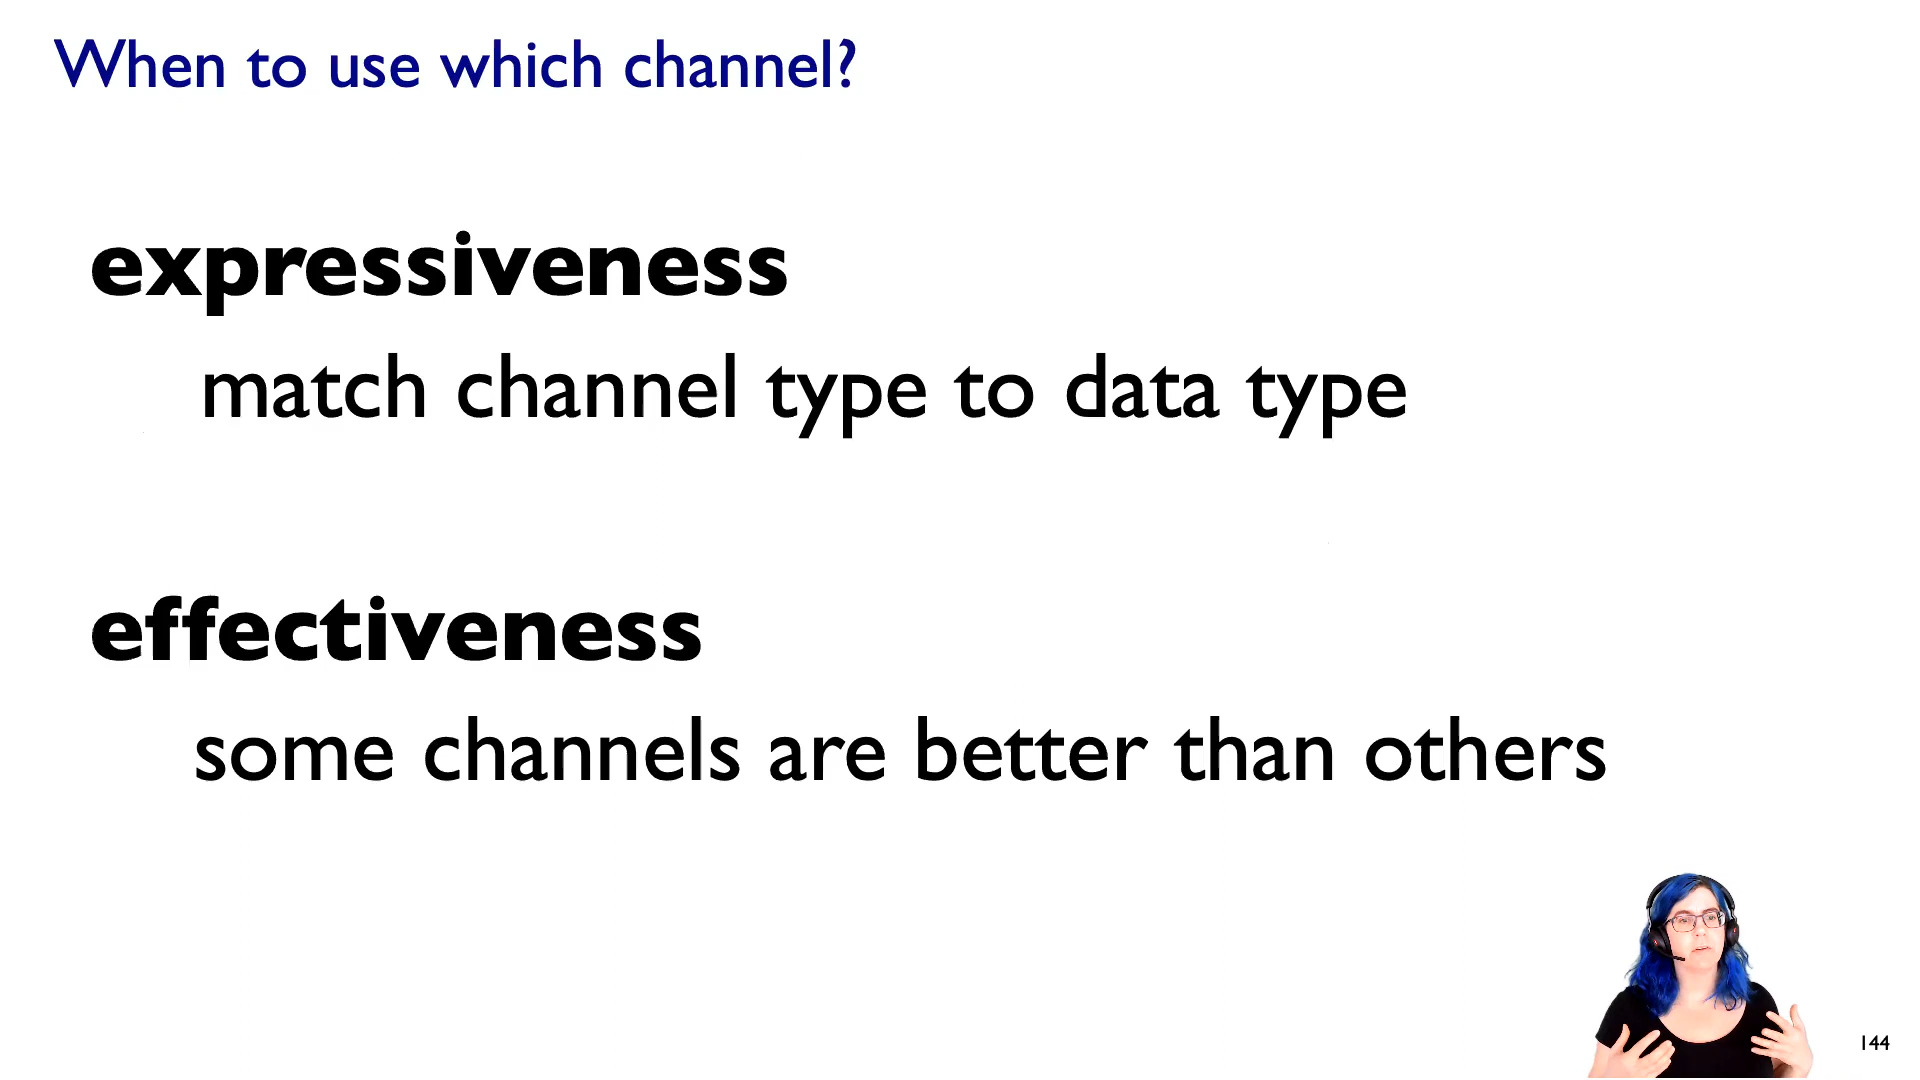 When to use which channel?
expressiveness
match channel type to data type
effectiveness
some channels are better than others
144